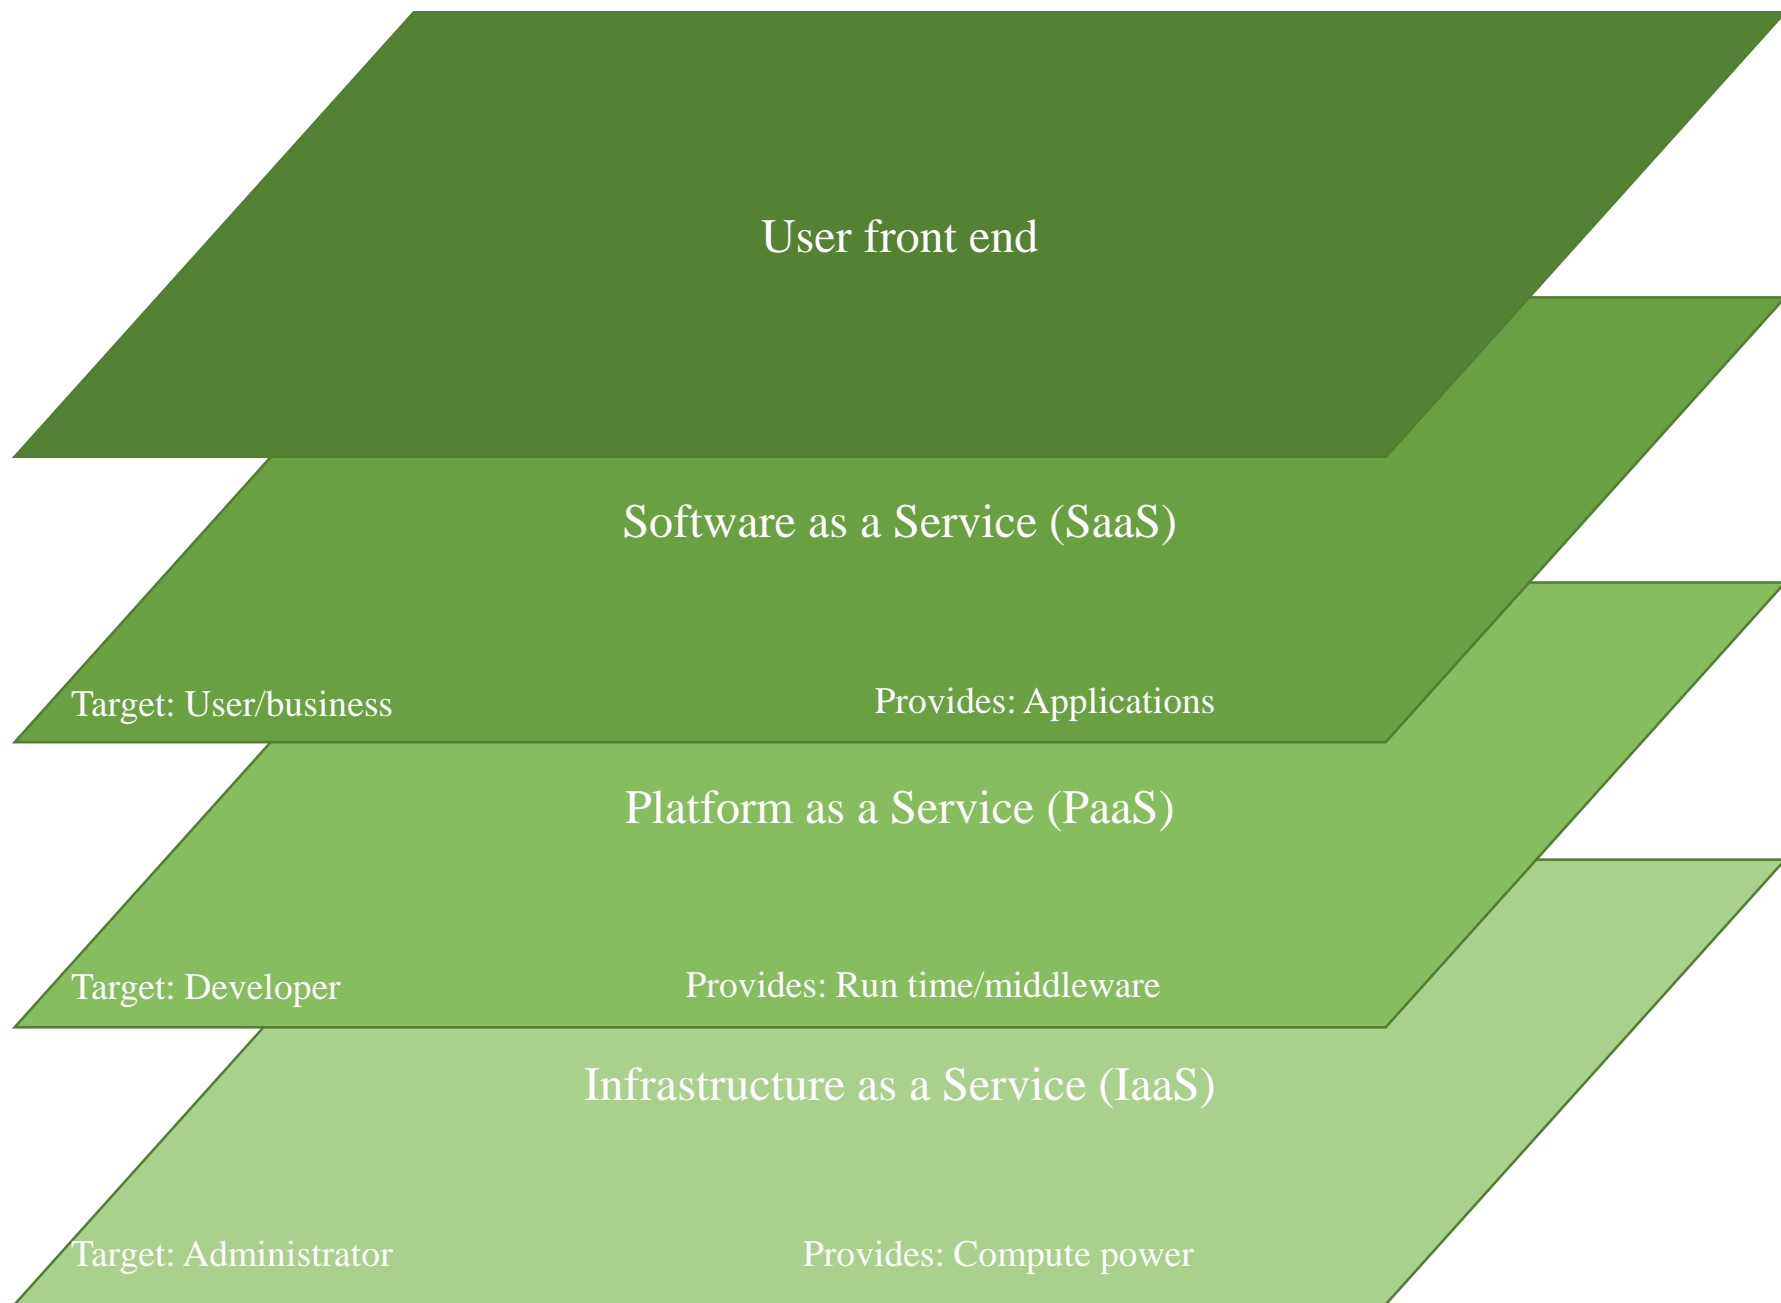 User front end
Software as a Service (SaaS)
Target: User/business
Provides: Applications
Platform as a Service (PaaS)
Target: Developer
Provides: Run time/middleware
Infrastructure as a Service (IaaS)
Target: Administrator
Provides: Compute power